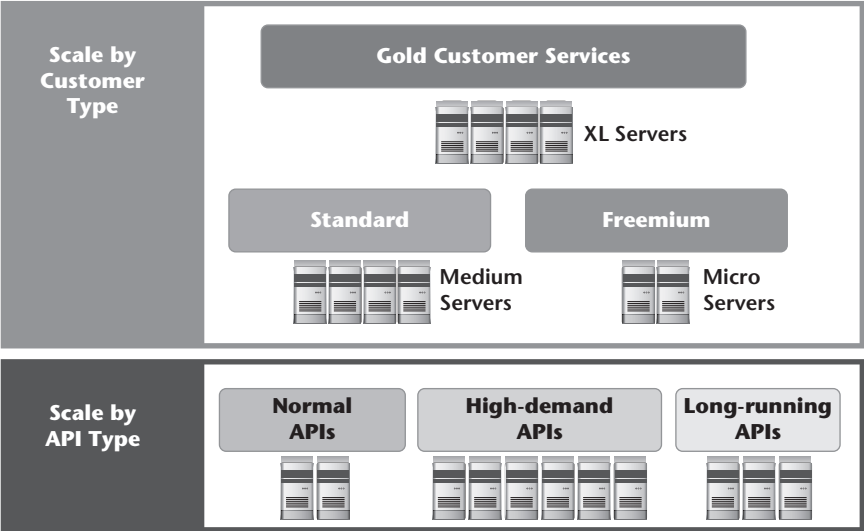 Scale by
Customer
Type
Gold Customer Services
XL Servers
Standard
Freemium
Medium
Servers
Micro
Servers
Scale by
API Type
Normal
APIs
High-demand
APIs
Long-running
APIs